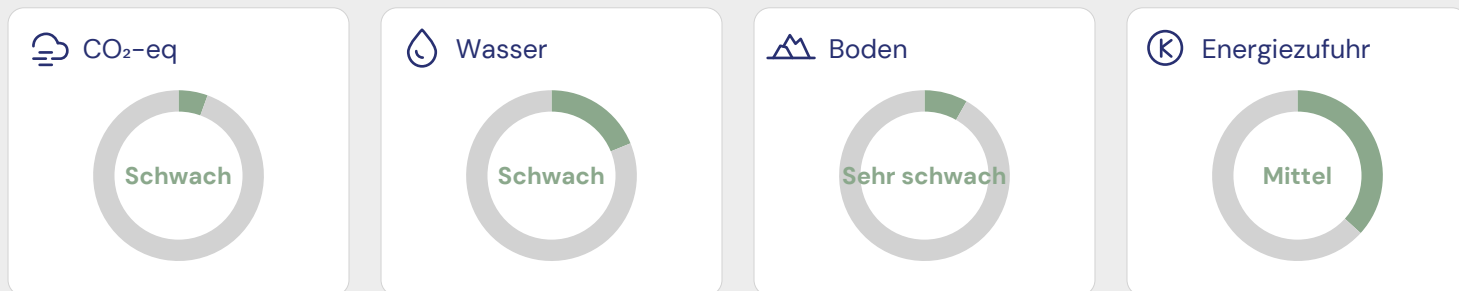 CO₂-eq
Schwach
Wasser
Schwach
Boden
Sehr schwach
K Energiezufuhr
Mittel